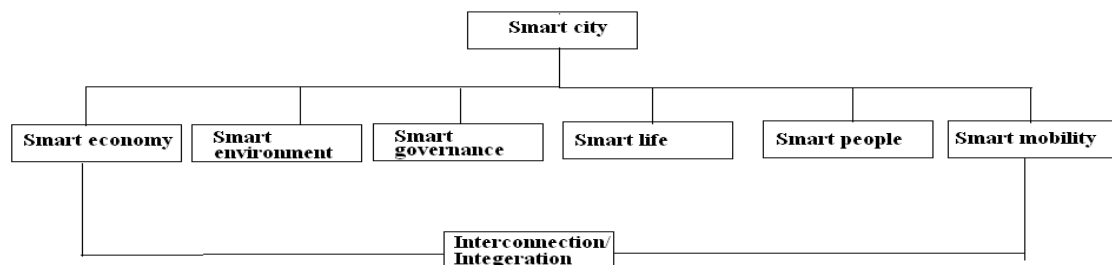 Smart city
Smart economy
Smart
environment
Smart
governance
Smart life
Smart people
Smart mobility
Interconnection/
Integeration